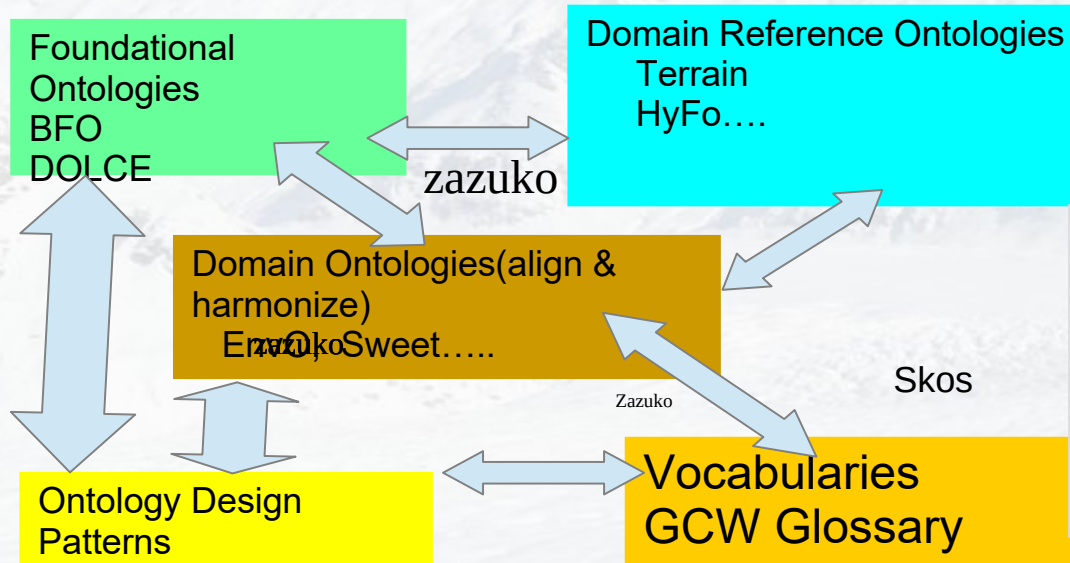 Foundational
Ontologies
BFO
DOLCE
Domain Reference Ontologies
Terrain
HyFo….
zazuko
Domain Ontologies(align &
harmonize)
EnvO, Sweet…..
zazuko
Zazuko
Skos
Ontology Design
Patterns
Vocabularies
GCW Glossary